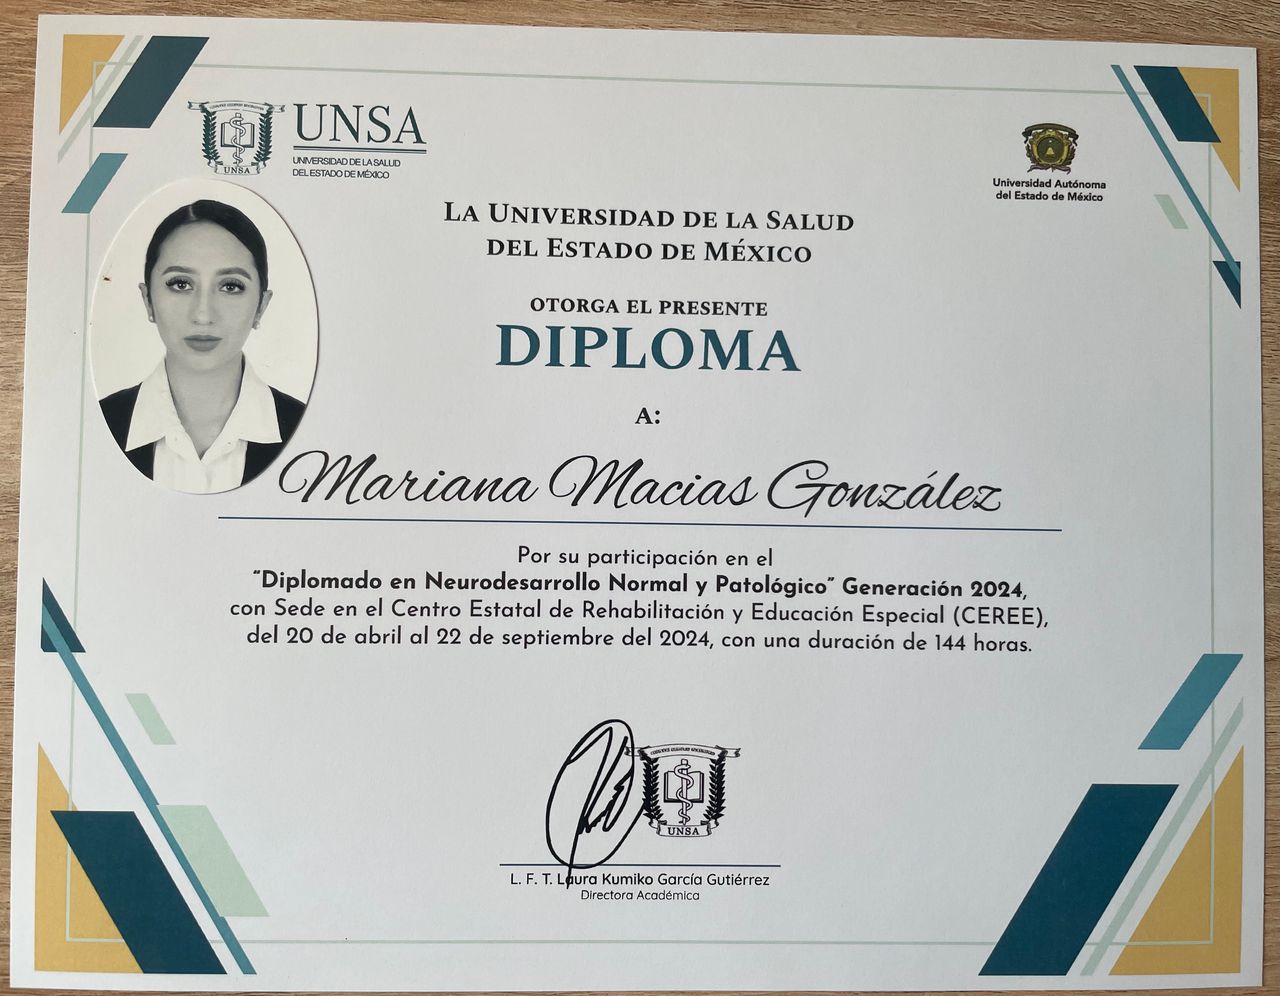 UNSA
UNIVERSIDAD DE LA SALUD
DEL ESTADO DE MÉXICO
UNSA
Universidad Autónoma
del Estado de México
LA UNIVERSIDAD DE LA SALUD
DEL ESTADO DE MÉXICO
OTORGA EL PRESENTE
DIPLOMA
A:
Mariana Macias González
Por su participación en el
“Diplomado en Neurodesarrollo Normal y Patológico” Generación 2024,
con Sede en el Centro Estatal de Rehabilitación y Educación Especial (CEREE),
del 20 de abril al 22 de septiembre del 2024, con una duración de 144 horas.
UNSA
L. F. T. Laura Kumiko García Gutiérrez
Directora Académica